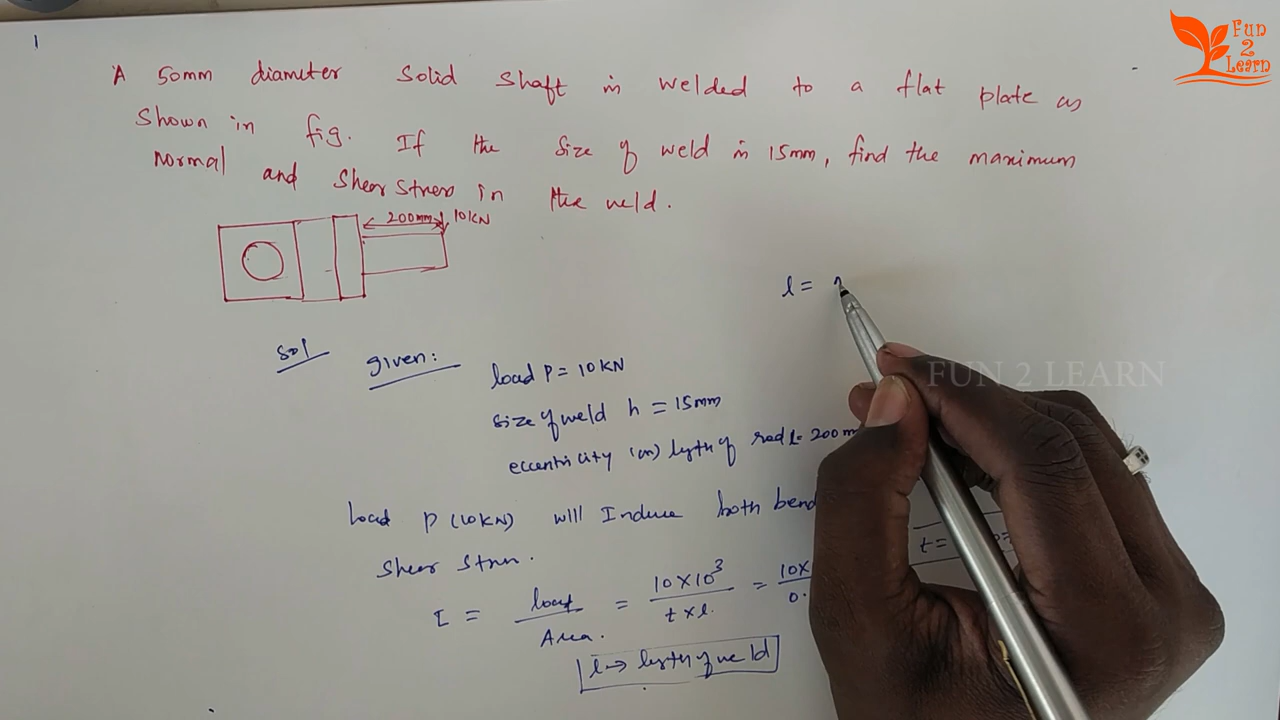 1
Fun
2
Learn
A 50mm diameter Solid Shaft is welded to a flat plate as
Shown in fig. If the Size of weld is 15mm, find the maximum
Normal and Shear Stress in the weld.
200mm 10KN
l =
Sol
given:
load P = 10KN
FUN 2 LEARN
size of weld h = 15mm
eccentricity (or) length of rod l = 200 m
Load P (10KN) will Induce both bend
Shear Stress.
t =
τ = load / Area. = 10×10³ / t×l. = 10× / 0.
l → length of weld